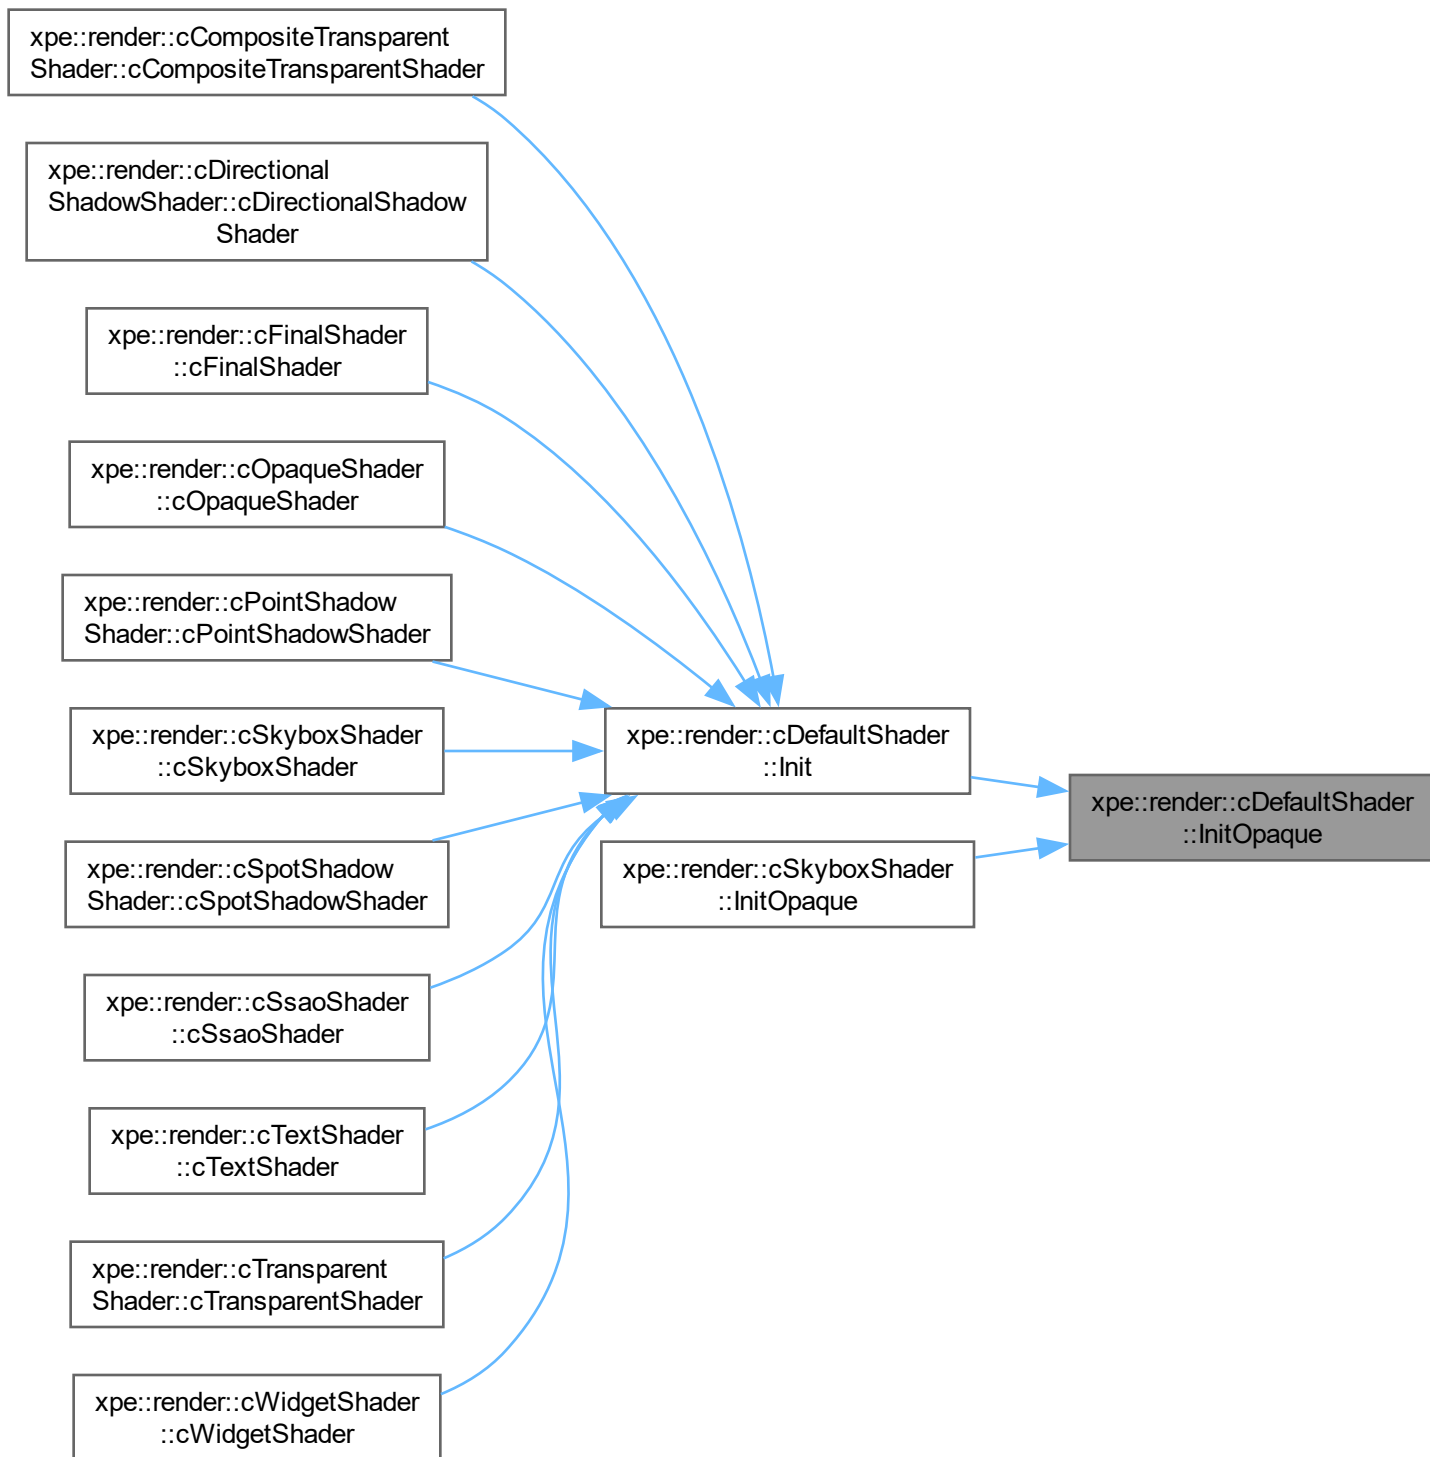 xpe::render::cCompositeTransparent
Shader::cCompositeTransparentShader
xpe::render::cDirectional
ShadowShader::cDirectionalShadow
Shader
xpe::render::cFinalShader
::cFinalShader
xpe::render::cOpaqueShader
::cOpaqueShader
xpe::render::cPointShadow
Shader::cPointShadowShader
xpe::render::cSkyboxShader
::cSkyboxShader
xpe::render::cSpotShadow
Shader::cSpotShadowShader
xpe::render::cSsaoShader
::cSsaoShader
xpe::render::cTextShader
::cTextShader
xpe::render::cTransparent
Shader::cTransparentShader
xpe::render::cWidgetShader
::cWidgetShader
xpe::render::cDefaultShader
::Init
xpe::render::cSkyboxShader
::InitOpaque
xpe::render::cDefaultShader
::InitOpaque